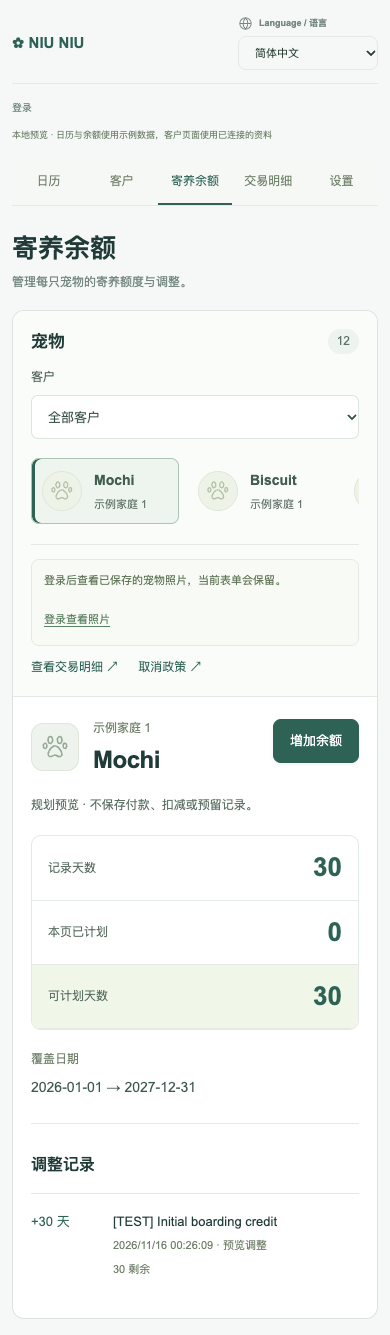 ✿ NIU NIU
Language / 语言
简体中文
登录
本地预览 · 日历与余额使用示例数据，客户页面使用已连接的资料
日历 客户 寄养余额 交易明细 设置
寄养余额
管理每只宠物的寄养额度与调整。
宠物 12
客户
全部客户
Mochi
示例家庭 1
Biscuit
示例家庭 1
登录后查看已保存的宠物照片，当前表单会保留。
登录查看照片
查看交易明细 ↗ 取消政策 ↗
示例家庭 1
Mochi
增加余额
规划预览 · 不保存付款、扣减或预留记录。
记录天数 30
本页已计划 0
可计划天数 30
覆盖日期
2026-01-01 → 2027-12-31
调整记录
+30 天 [TEST] Initial boarding credit
2026/11/16 00:26:09 · 预览调整
30 剩余